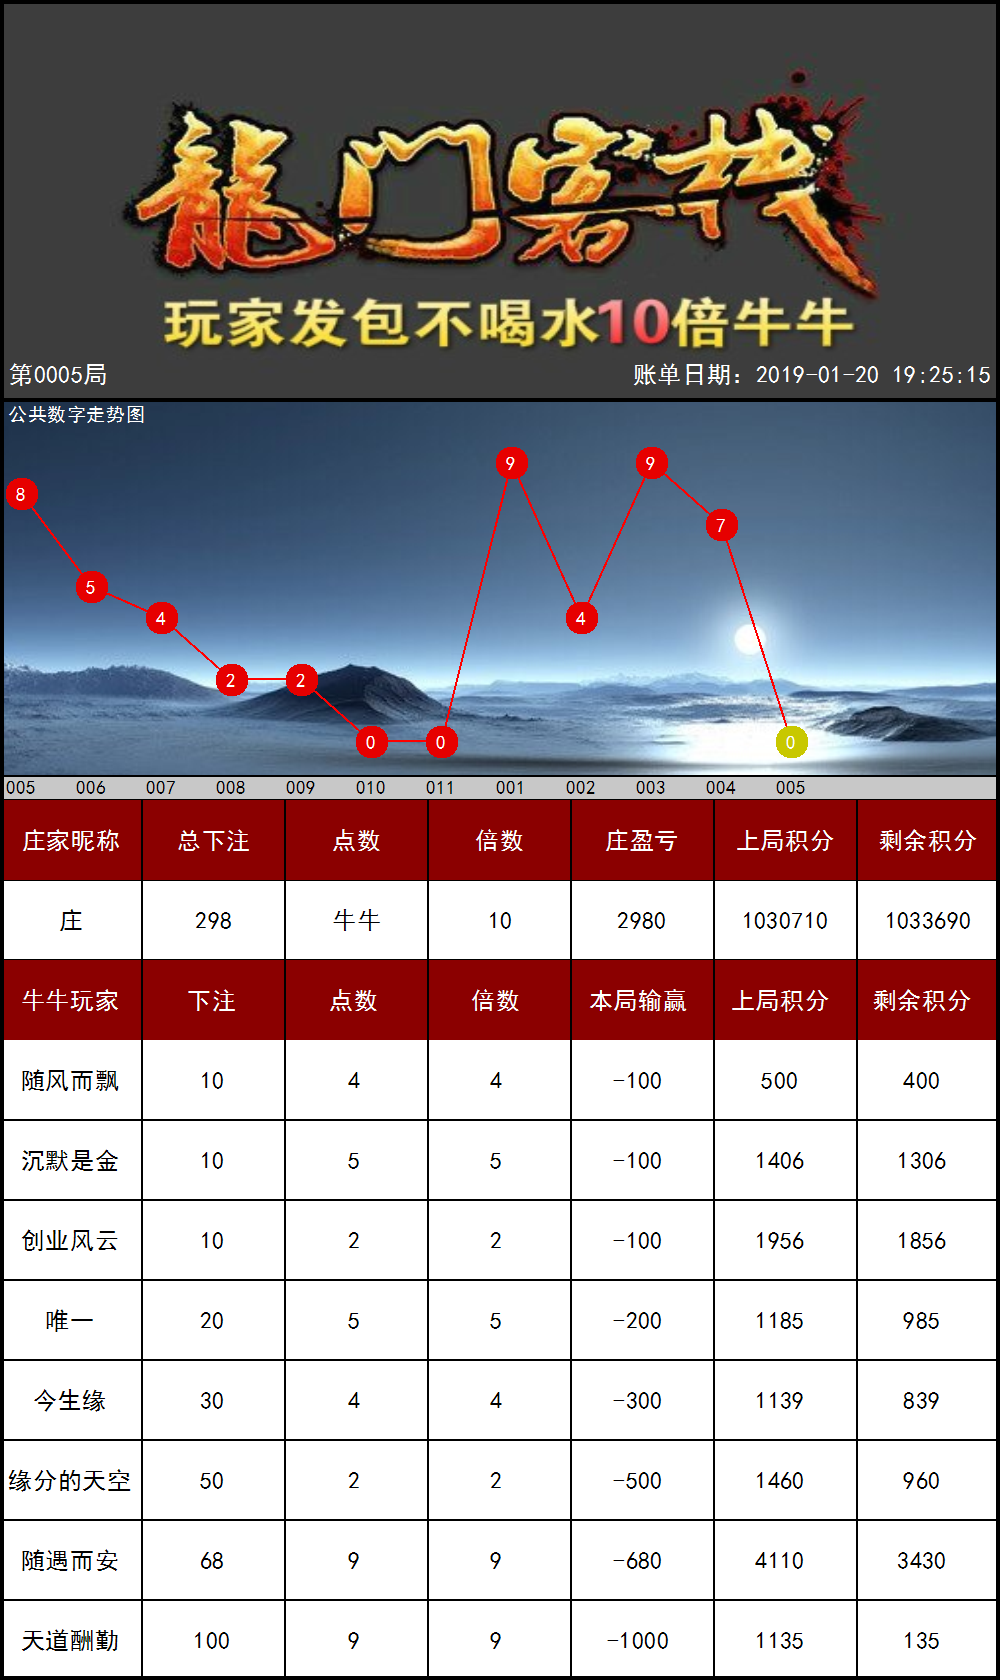 龍门客栈
玩家发包不喝水10倍牛牛
第0005局 账单日期：2019-01-20 19:25:15
公共数字走势图
8 5 4 2 2 0 0 9 4 9 7 0
005 006 007 008 009 010 011 001 002 003 004 005
庄家昵称 总下注 点数 倍数 庄盈亏 上局积分 剩余积分
庄 298 牛牛 10 2980 1030710 1033690
牛牛玩家 下注 点数 倍数 本局输赢 上局积分 剩余积分
随风而飘 10 4 4 -100 500 400
沉默是金 10 5 5 -100 1406 1306
创业风云 10 2 2 -100 1956 1856
唯一 20 5 5 -200 1185 985
今生缘 30 4 4 -300 1139 839
缘分的天空 50 2 2 -500 1460 960
随遇而安 68 9 9 -680 4110 3430
天道酬勤 100 9 9 -1000 1135 135